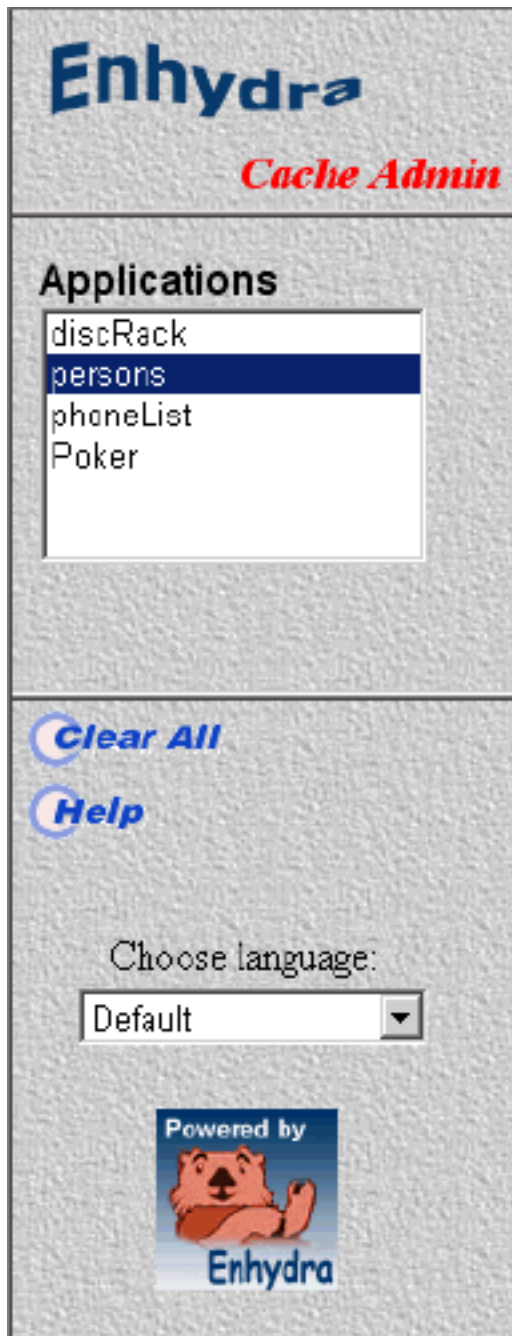 Enhydra
Cache Admin
Applications
discRack
persons
phoneList
Poker
Clear All
Help
Choose language:
Default
Powered by
Enhydra